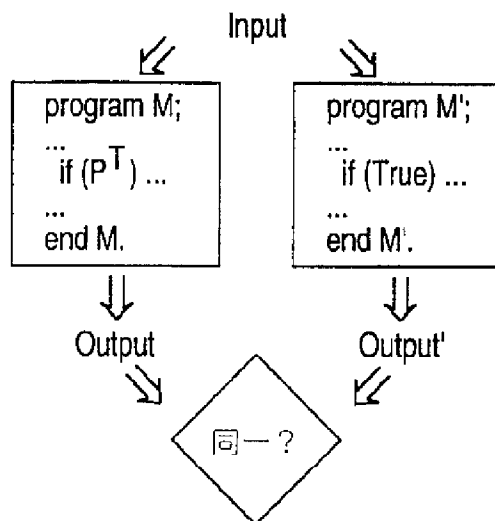 Input
program M;
...
if (P^T) ...
...
end M.
program M';
...
if (True) ...
...
end M'.
Output
Output'
同一?